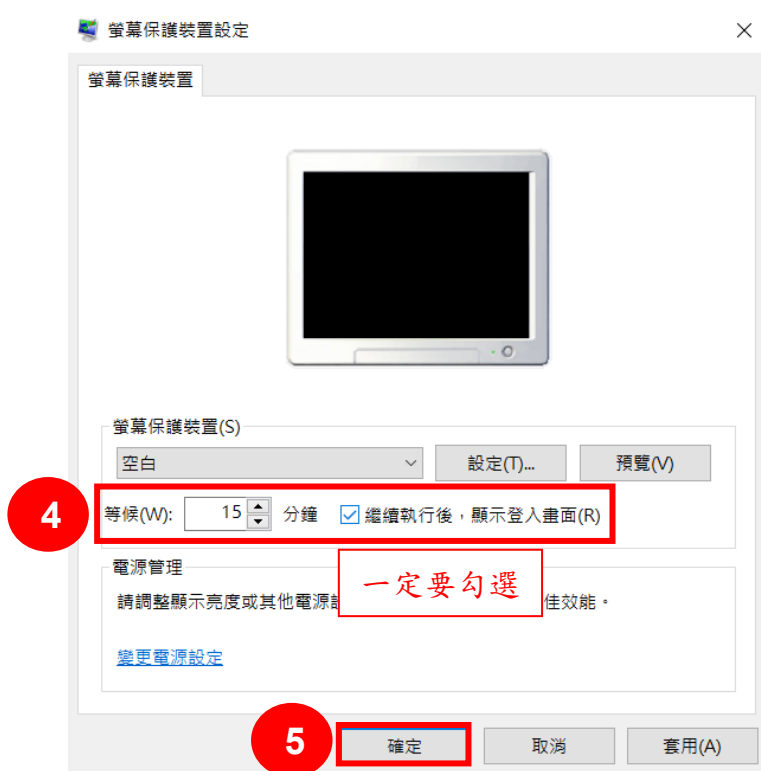 螢幕保護裝置設定
螢幕保護裝置
螢幕保護裝置(S)
空白
設定(T)...
預覽(V)
4
等候(W): 15 分鐘 繼續執行後，顯示登入畫面(R)
電源管理
一定要勾選
請調整顯示亮度或其他電源 佳效能。
變更電源設定
5
確定
取消
套用(A)